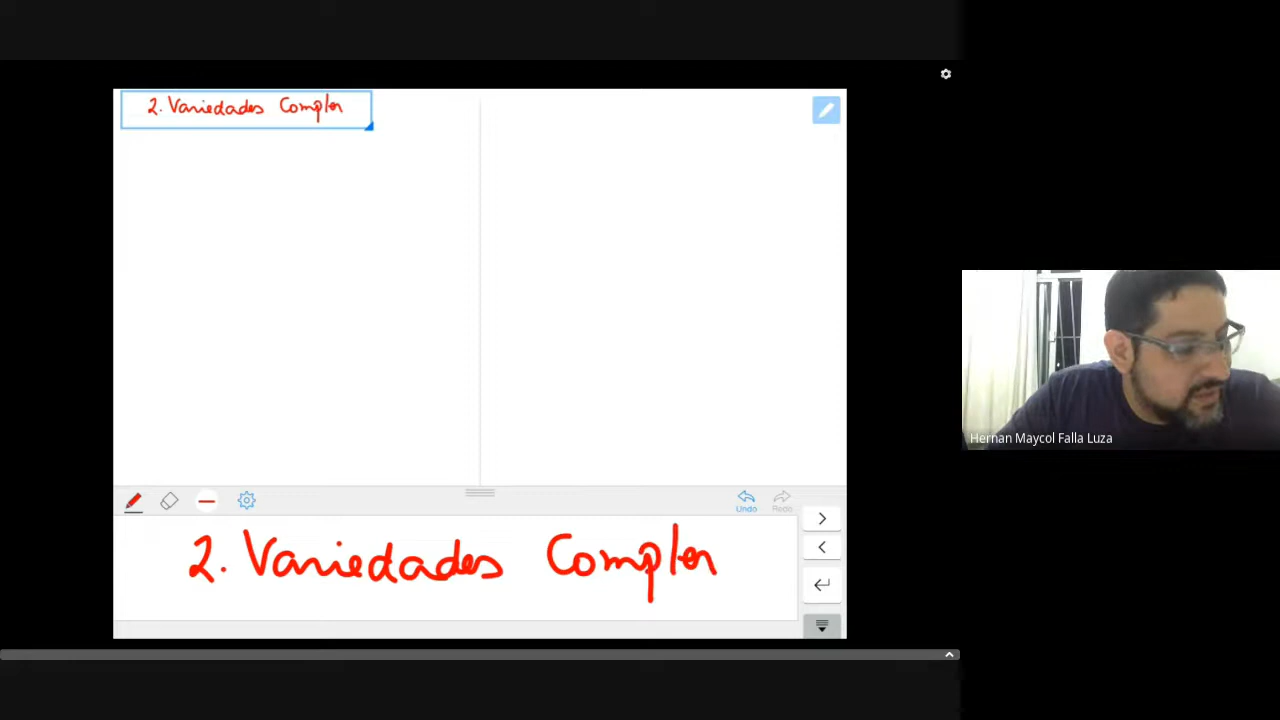 2. Variedades Complex
2. Variedades Complex
Undo
Redo
Hernan Maycol Falla Luza